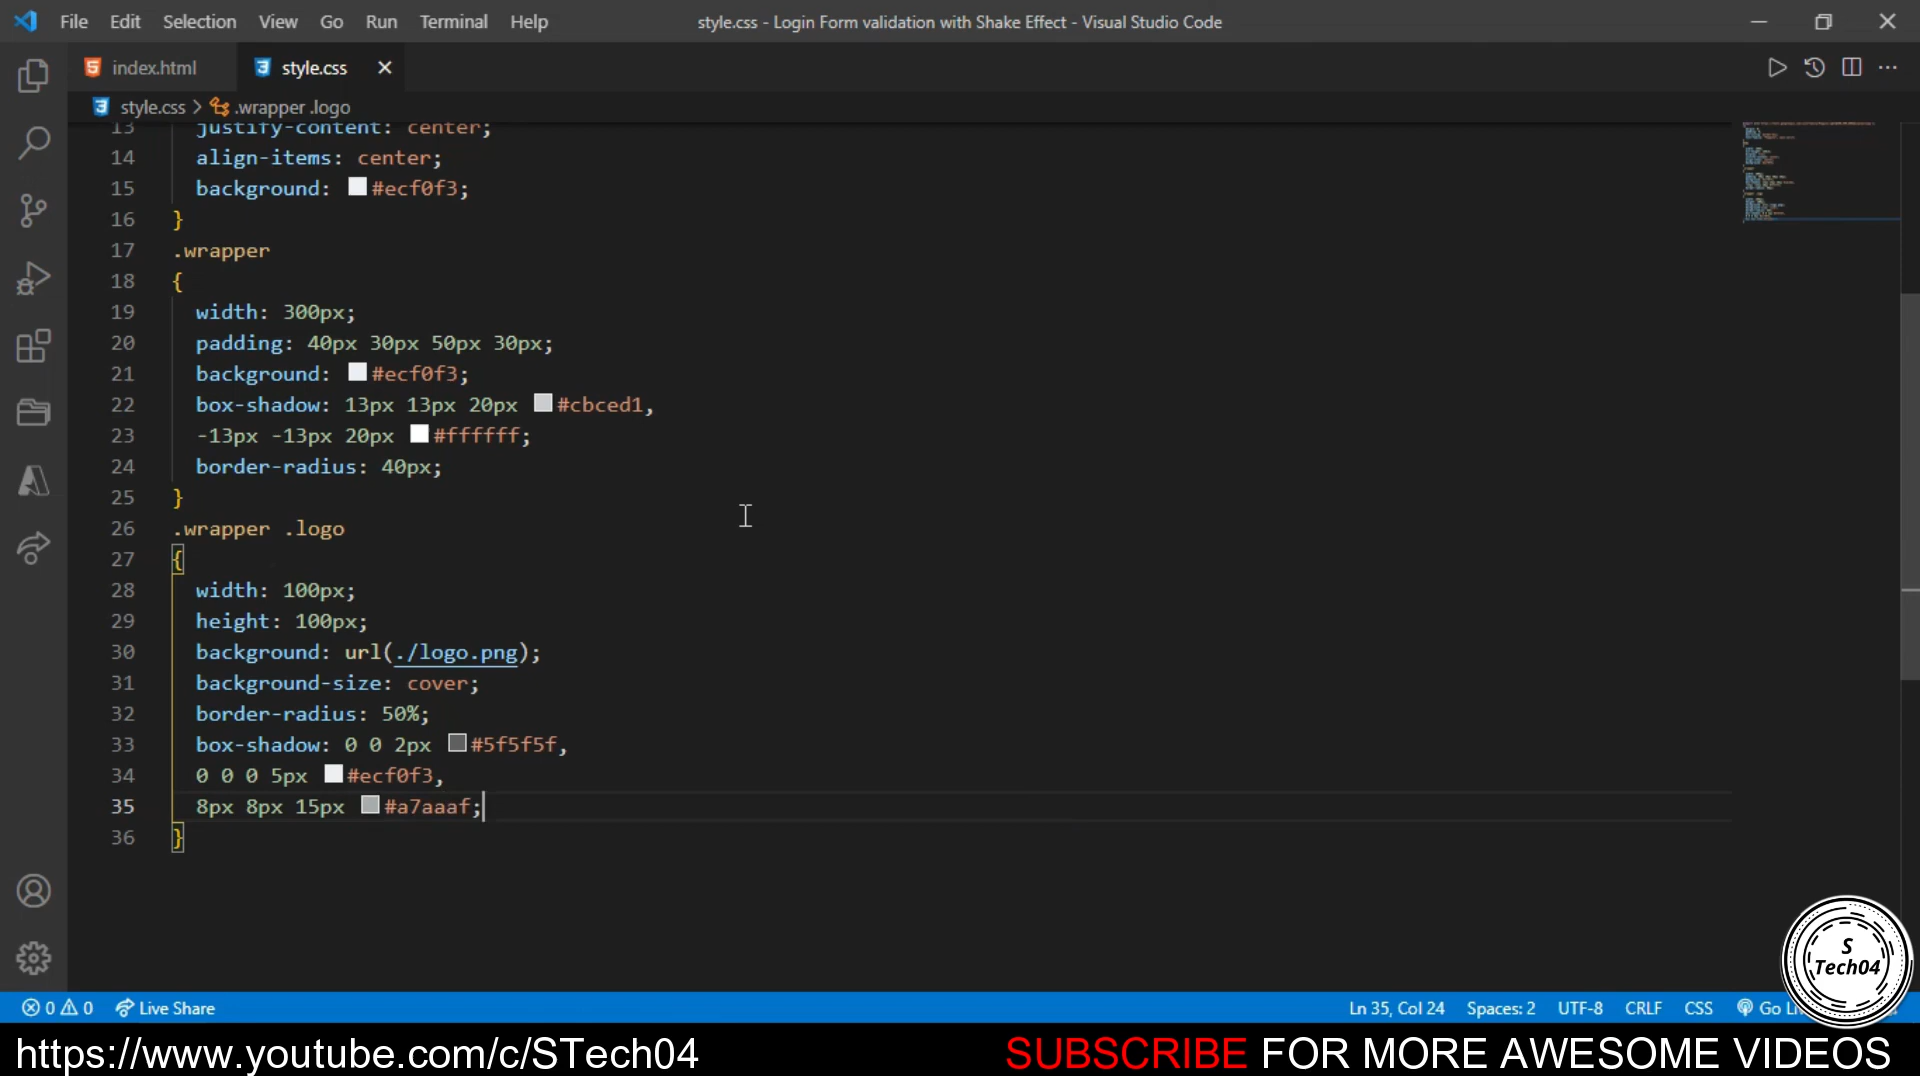 File Edit Selection View Go Run Terminal Help
style.css - Login Form validation with Shake Effect - Visual Studio Code
index.html
style.css
style.css > .wrapper .logo
13 justify-content: center;
14 align-items: center;
15 background: #ecf0f3;
16 }
17 .wrapper
18 {
19 width: 300px;
20 padding: 40px 30px 50px 30px;
21 background: #ecf0f3;
22 box-shadow: 13px 13px 20px #cbced1,
23 -13px -13px 20px #ffffff;
24 border-radius: 40px;
25 }
26 .wrapper .logo
27 {
28 width: 100px;
29 height: 100px;
30 background: url(./logo.png);
31 background-size: cover;
32 border-radius: 50%;
33 box-shadow: 0 0 2px #5f5f5f,
34 0 0 0 5px #ecf0f3,
35 8px 8px 15px #a7aaaf;
36 }
S
Tech04
0 0 Live Share
Ln 35, Col 24 Spaces: 2 UTF-8 CRLF CSS Go
https://www.youtube.com/c/STech04
SUBSCRIBE FOR MORE AWESOME VIDEOS